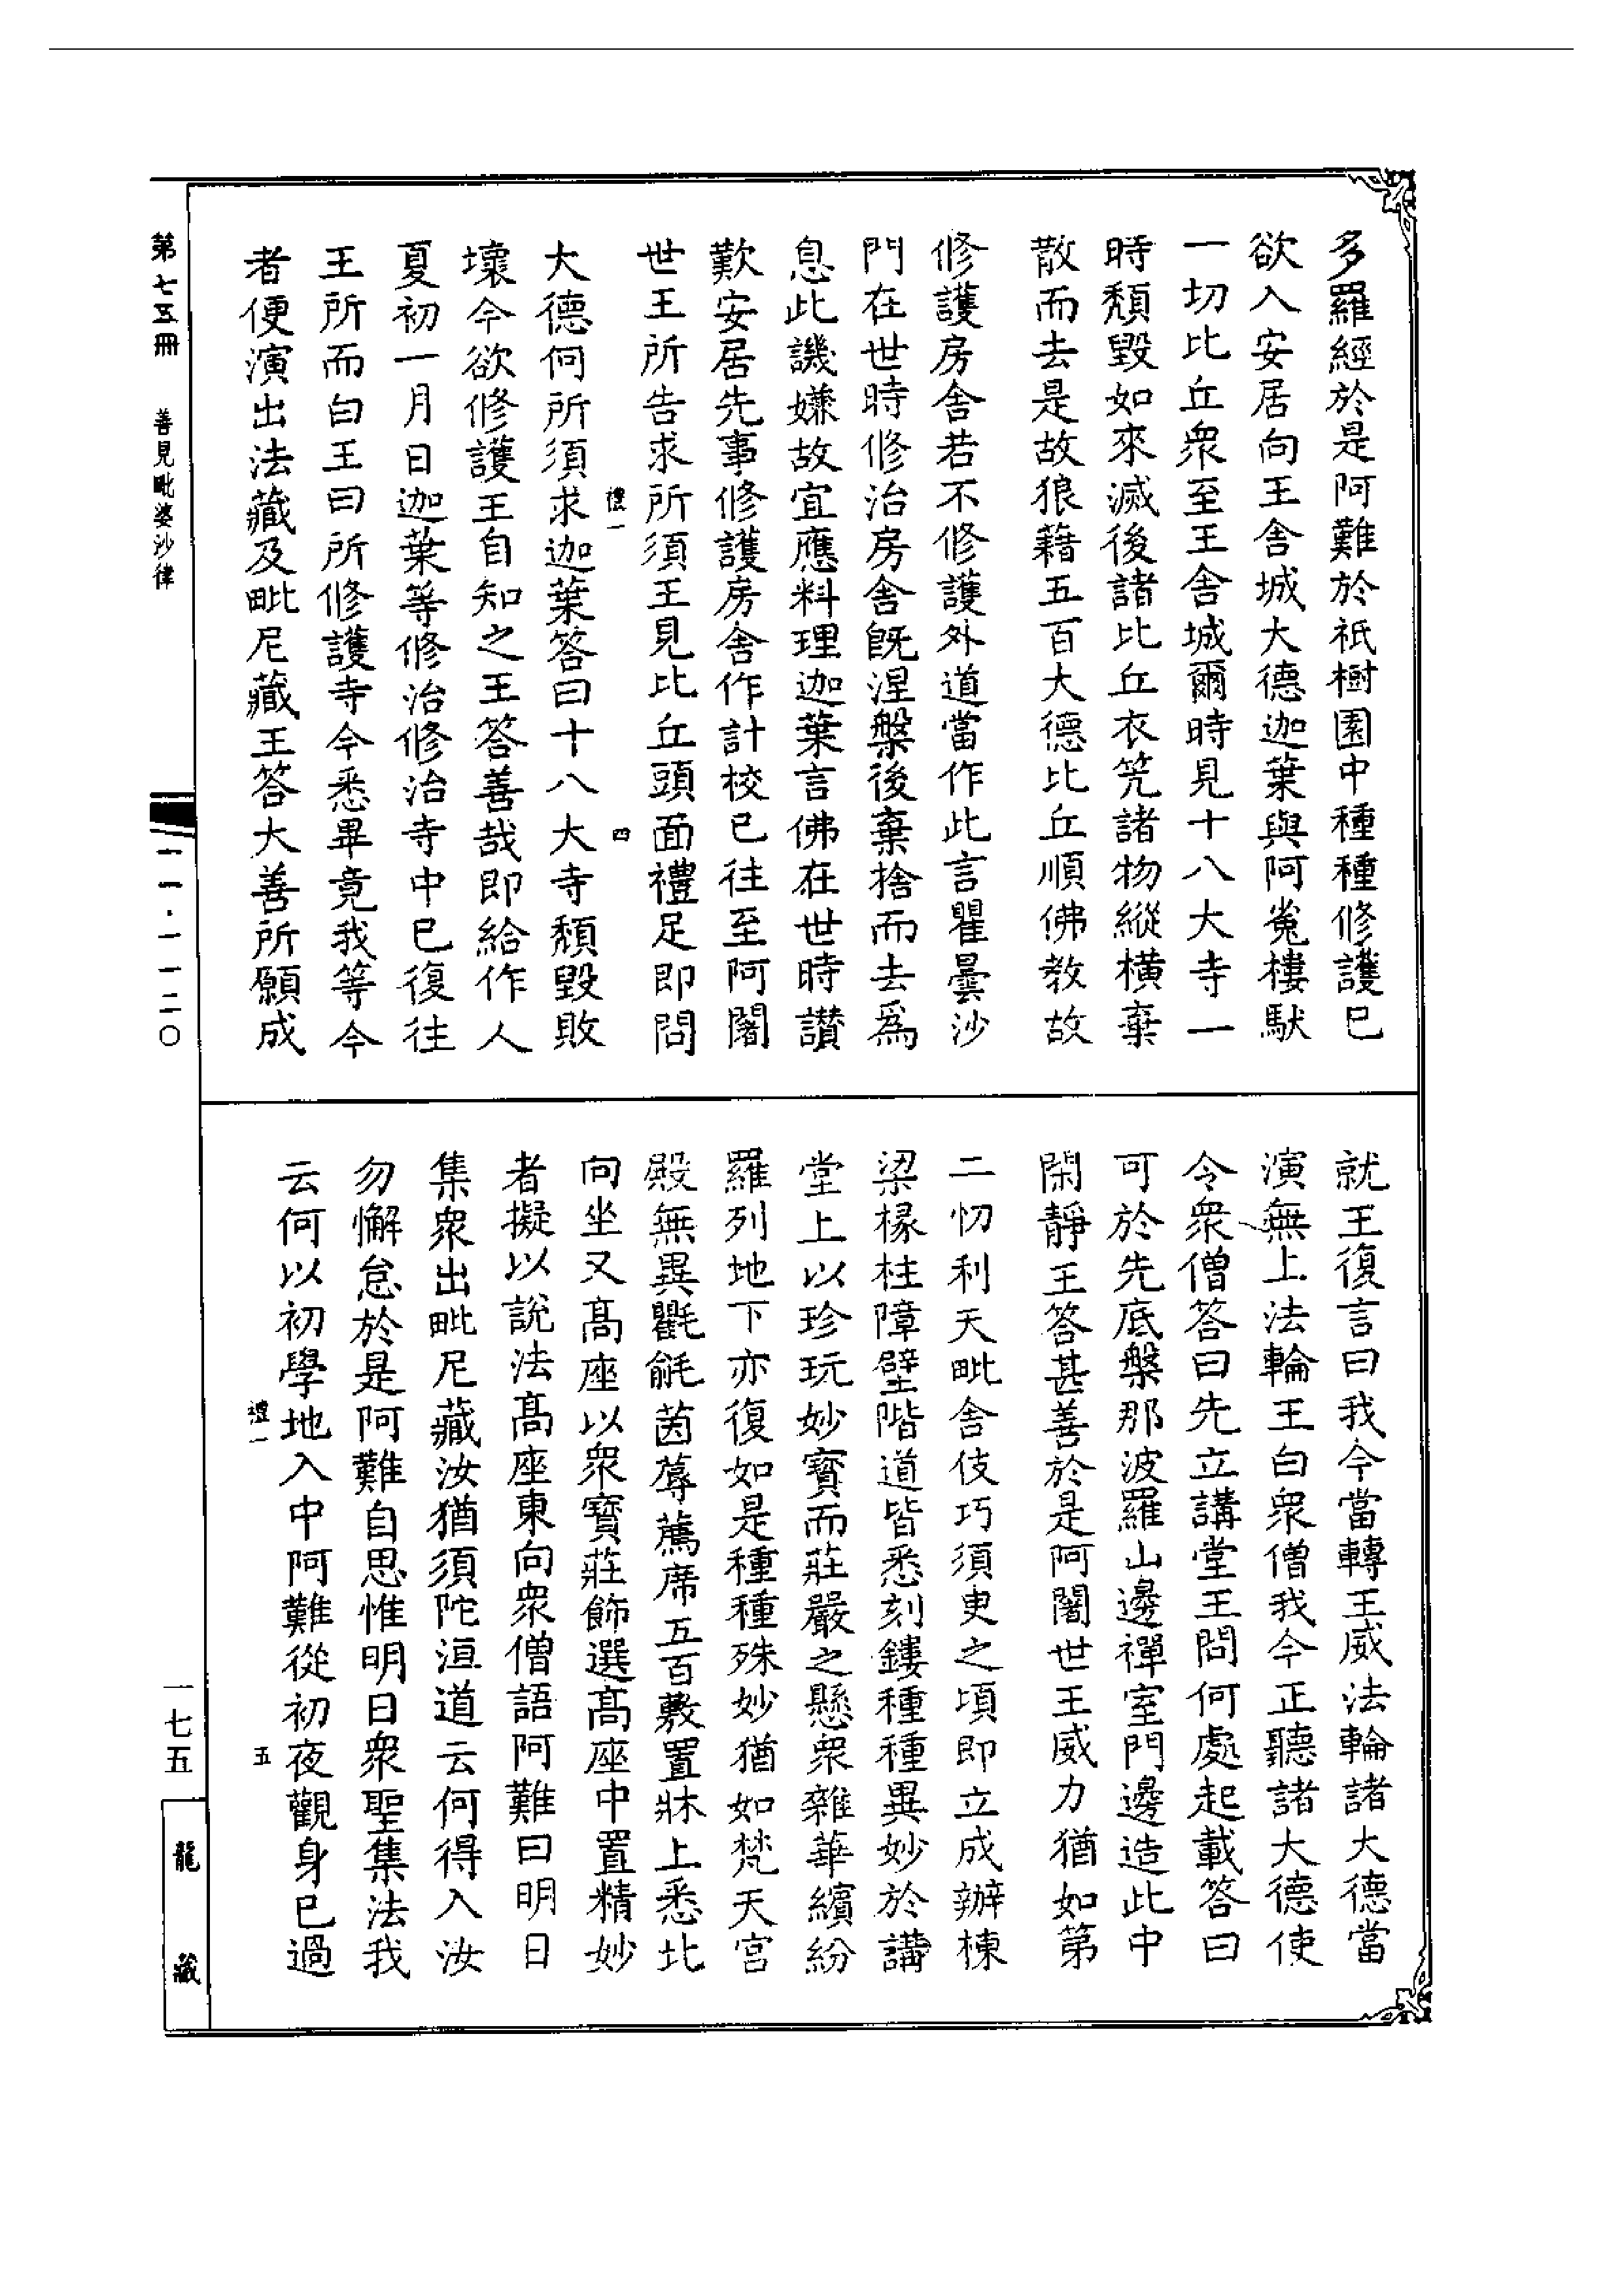 多羅經於是阿難於祇樹園中種種修護已
欲入安居向王舍城大德迦葉與阿㝹樓馱
一切比丘衆至王舍城爾時見十八大寺一
時頹毀如來滅後諸比丘衣鉢諸物縱橫棄
散而去是故狼藉五百大德比丘順佛教故
修護房舍若不修護外道當作此言瞿曇沙
門在世時修治房舍旣涅槃後棄捨而去爲
息此譏嫌故宜應料理迦葉言佛在世時讃
歎安居先事修護房舍作計校已往至阿闍
世王所告求所須王見比丘頭面禮足即問
禮一
四
大德何所須求迦葉答曰十八大寺頹毀敗
壞今欲修護王自知之王答善哉即給作人
夏初一月日迦葉等修治修治寺中已復往
王所而白王曰所修護寺今悉畢竟我等今
者便演出法藏及毗尼藏王答大善所願成
就王復言曰我今當轉王威法輪諸大德當
演無上法輪王白衆僧我今正聽諸大德使
令衆僧答曰先立講堂王問何處起載答曰
可於先底槃那波羅山邊禪室門邊造此中
閑靜王答甚善於是阿闍世王威力猶如第
二忉利天毗舍伎巧須臾之頃即立成辦棟
梁椽柱障壁階道皆悉刻鏤種種異妙於講
堂上以珍玩妙寶而莊嚴之懸衆雜華繽紛
羅列地下亦復如是種種殊妙猶如梵天宮
殿無異氍毹茵蓐薦席五百敷置牀上悉北
向坐又高座以衆寶莊飾選高座中置精妙
者擬以說法高座東向衆僧語阿難曰明日
集衆出毗尼藏汝猶須陀洹道云何得入汝
勿懈怠於是阿難自思惟明日衆聖集法我
云何以初學地入中阿難從初夜觀身已過
禮一
五
第七五冊 善見毗婆沙律
一一·一一二〇
一七五
龍藏